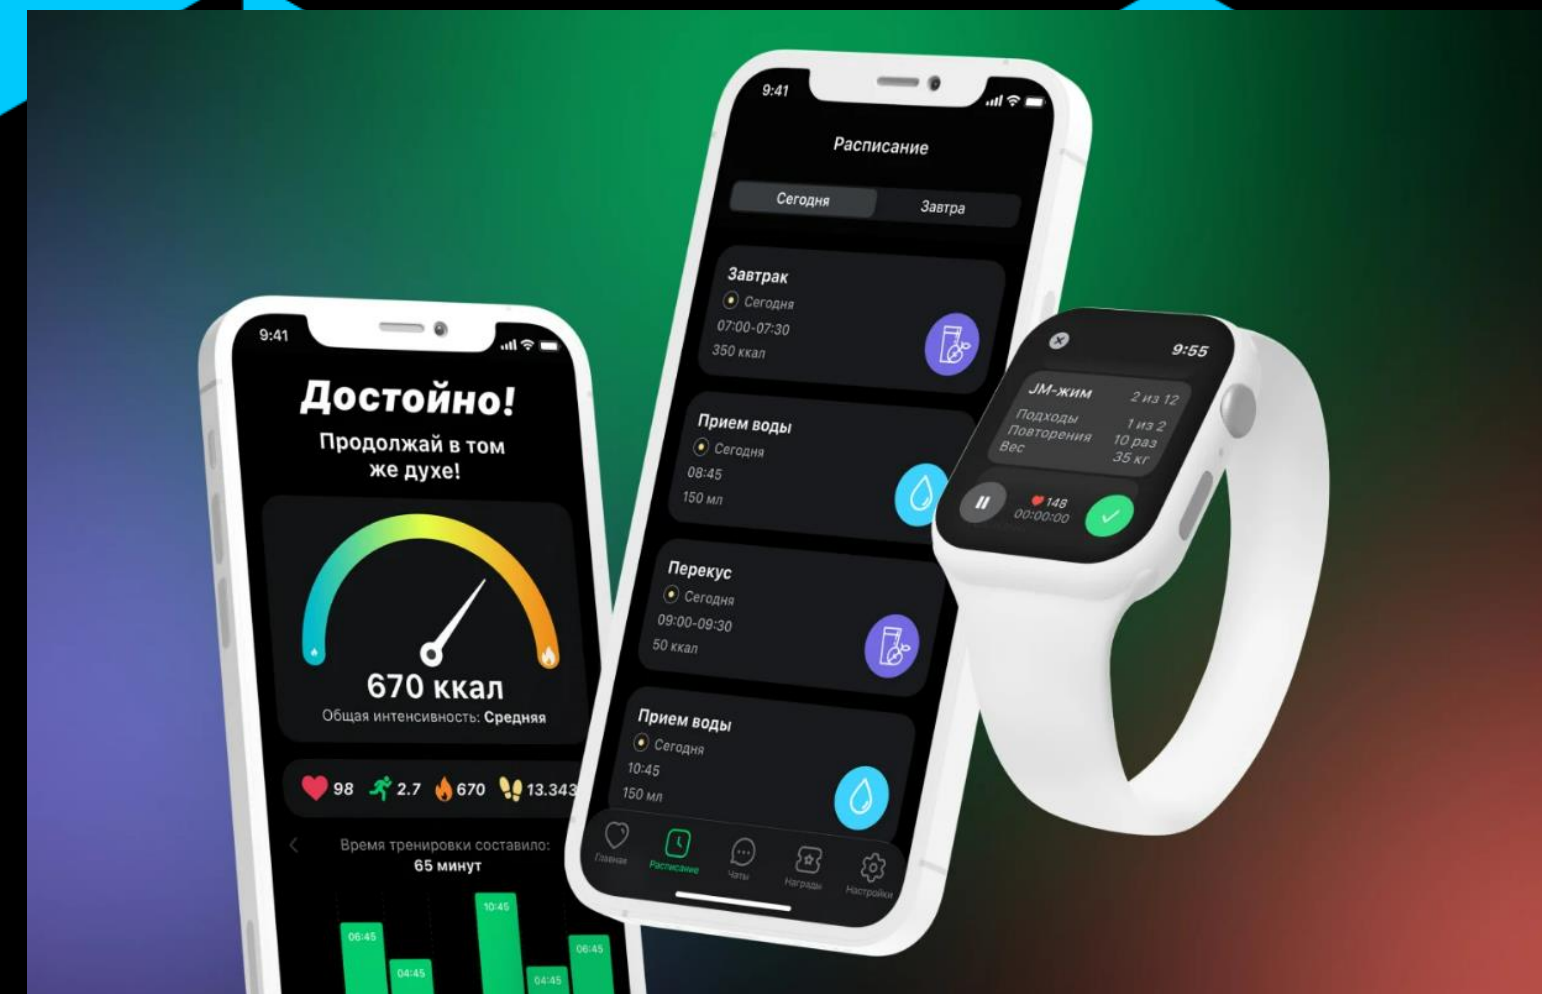 9:41
Достойно!
Продолжай в том
же духе!
670 ккал
Общая интенсивность: Средняя
98 2.7 670 13.343
Время тренировки составило:
65 минут
06:45
04:45
10:45
04:45
06:45
9:41
Расписание
Сегодня Завтра
Завтрак
Сегодня
07:00-07:30
350 ккал
Прием воды
Сегодня
08:45
150 мл
Перекус
Сегодня
09:00-09:30
50 ккал
Прием воды
Сегодня
10:45
150 мл
Главная Расписание Чаты Награды Настройки
9:55
JM-жим 2 из 12
Подходы 1 из 2
Повторения 10 раз
Вес 35 кг
148
00:00:00